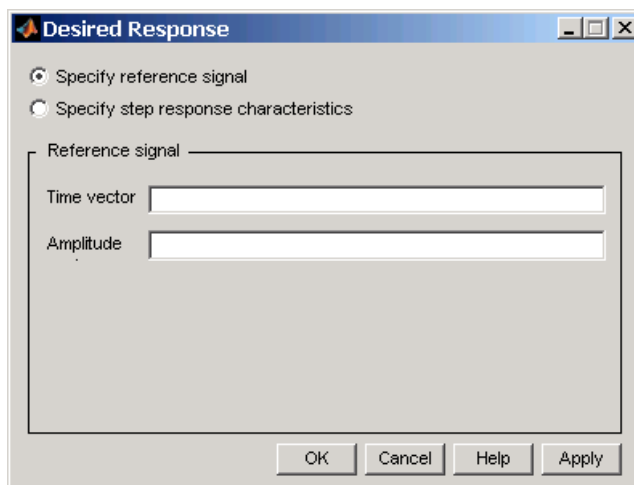 Desired Response
Specify reference signal
Specify step response characteristics
Reference signal
Time vector
Amplitude
OK Cancel Help Apply